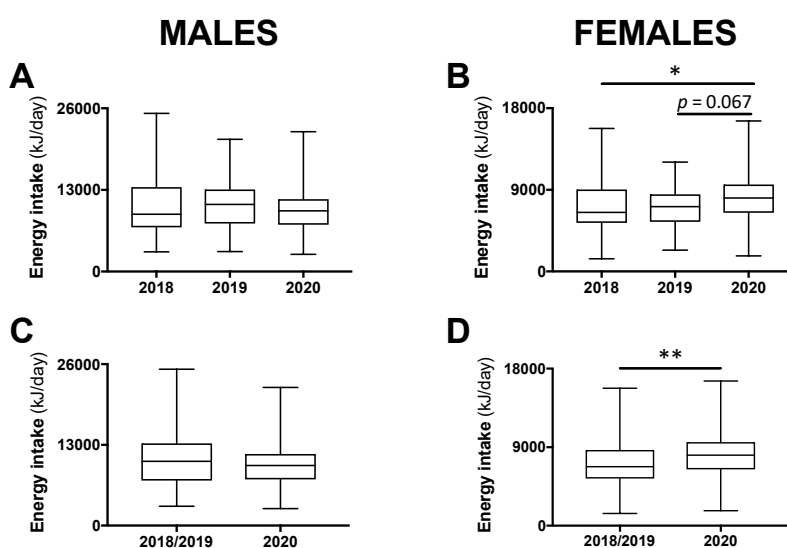 MALES
FEMALES
A
Energy intake (kJ/day)
26000
13000
0
2018
2019
2020
B
Energy intake (kJ/day)
18000
9000
0
*
p = 0.067
2018
2019
2020
C
Energy intake (kJ/day)
26000
13000
0
2018/2019
2020
D
Energy intake (kJ/day)
18000
9000
0
**
2018/2019
2020